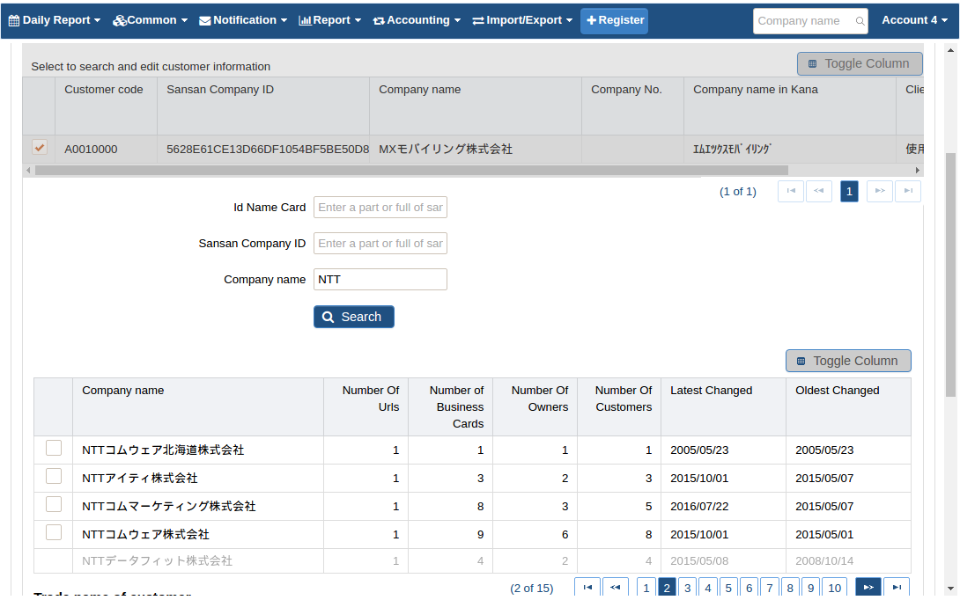 Daily Report Common Notification Report Accounting Import/Export Register Company name Account 4
Select to search and edit customer information Toggle Column
Customer code Sansan Company ID Company name Company No. Company name in Kana Clie
A0010000 5628E61CE13D66DF1054BF5BE50D8 MXモバイリング株式会社 ｴﾑｴｯｸｽﾓﾊﾞｲﾘﾝｸﾞ 使用
(1 of 1) 1
Id Name Card Enter a part or full of sar
Sansan Company ID Enter a part or full of sar
Company name NTT
Search
Toggle Column
Company name Number Of Urls Number of Business Cards Number Of Owners Number Of Customers Latest Changed Oldest Changed
NTTコムウェア北海道株式会社 1 1 1 1 2005/05/23 2005/05/23
NTTアイティ株式会社 1 3 2 3 2015/10/01 2015/05/07
NTTコムマーケティング株式会社 1 8 3 5 2016/07/22 2015/05/07
NTTコムウェア株式会社 1 9 6 8 2015/10/01 2015/05/01
NTTデータフィット株式会社 1 4 2 4 2015/05/08 2008/10/14
(2 of 15) 1 2 3 4 5 6 7 8 9 10
Trade name of customer